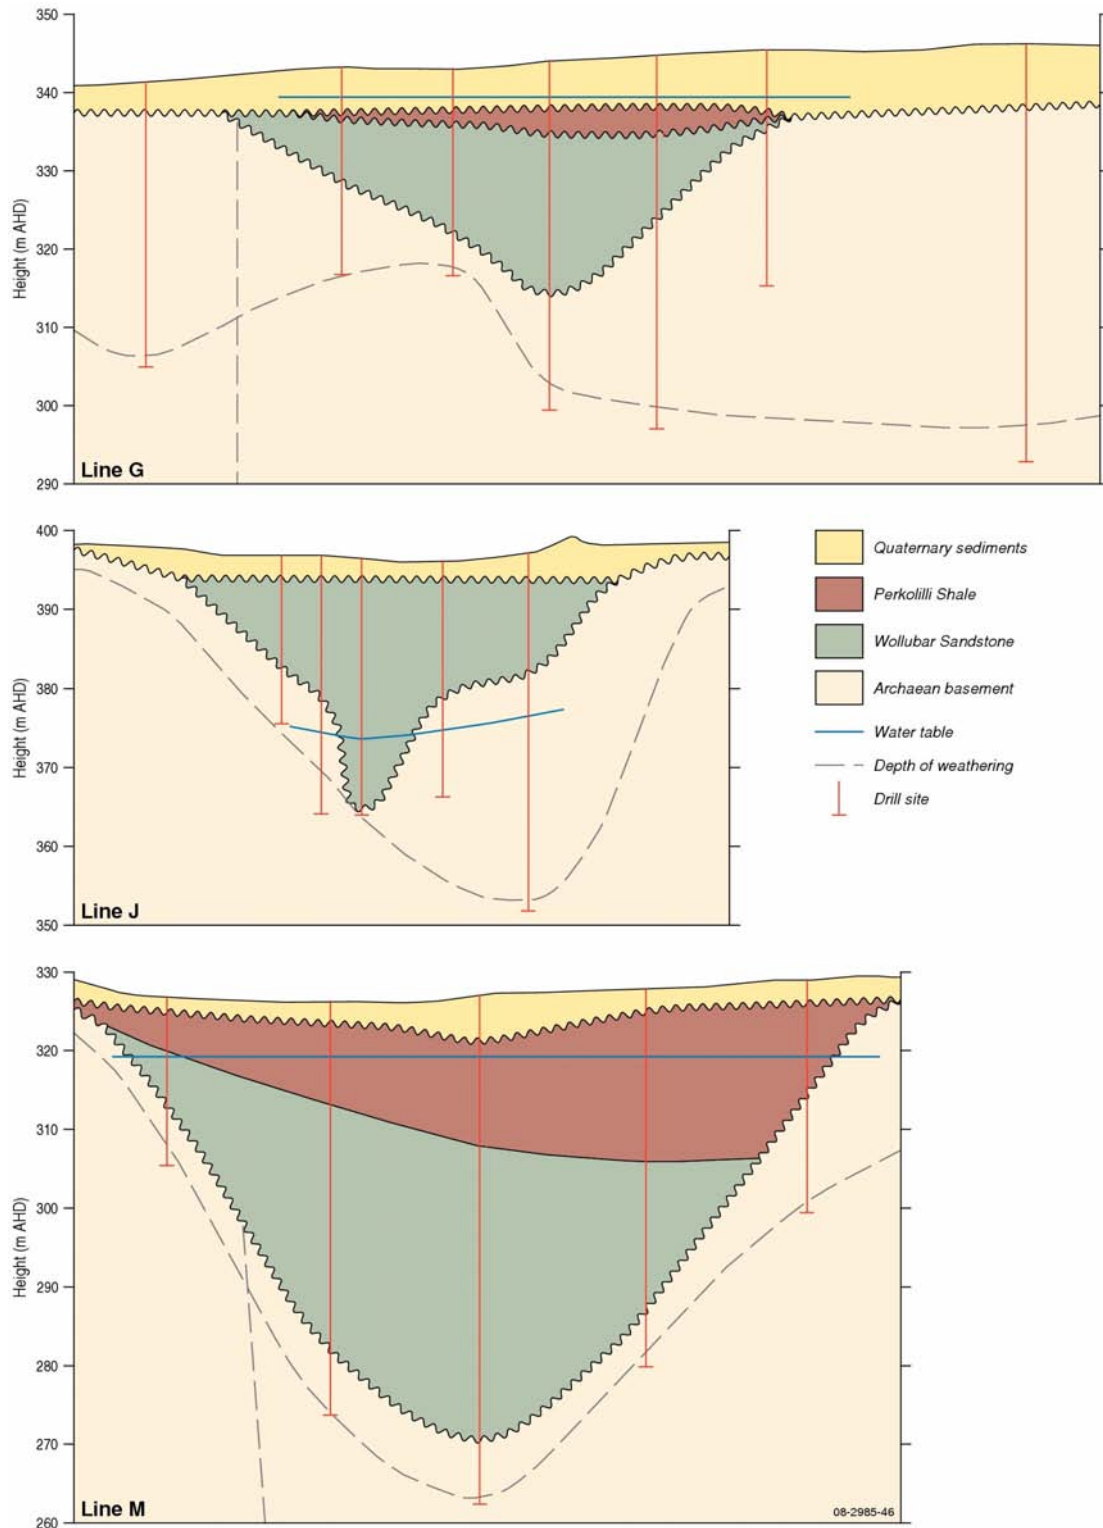 350
340
330
320
310
300
290
Height (m AHD)
Line G
400
390
380
370
360
350
Height (m AHD)
Line J
Quaternary sediments
Perkolilli Shale
Wollubar Sandstone
Archaean basement
Water table
Depth of weathering
Drill site
330
320
310
300
290
280
270
260
Height (m AHD)
Line M
08-2985-46